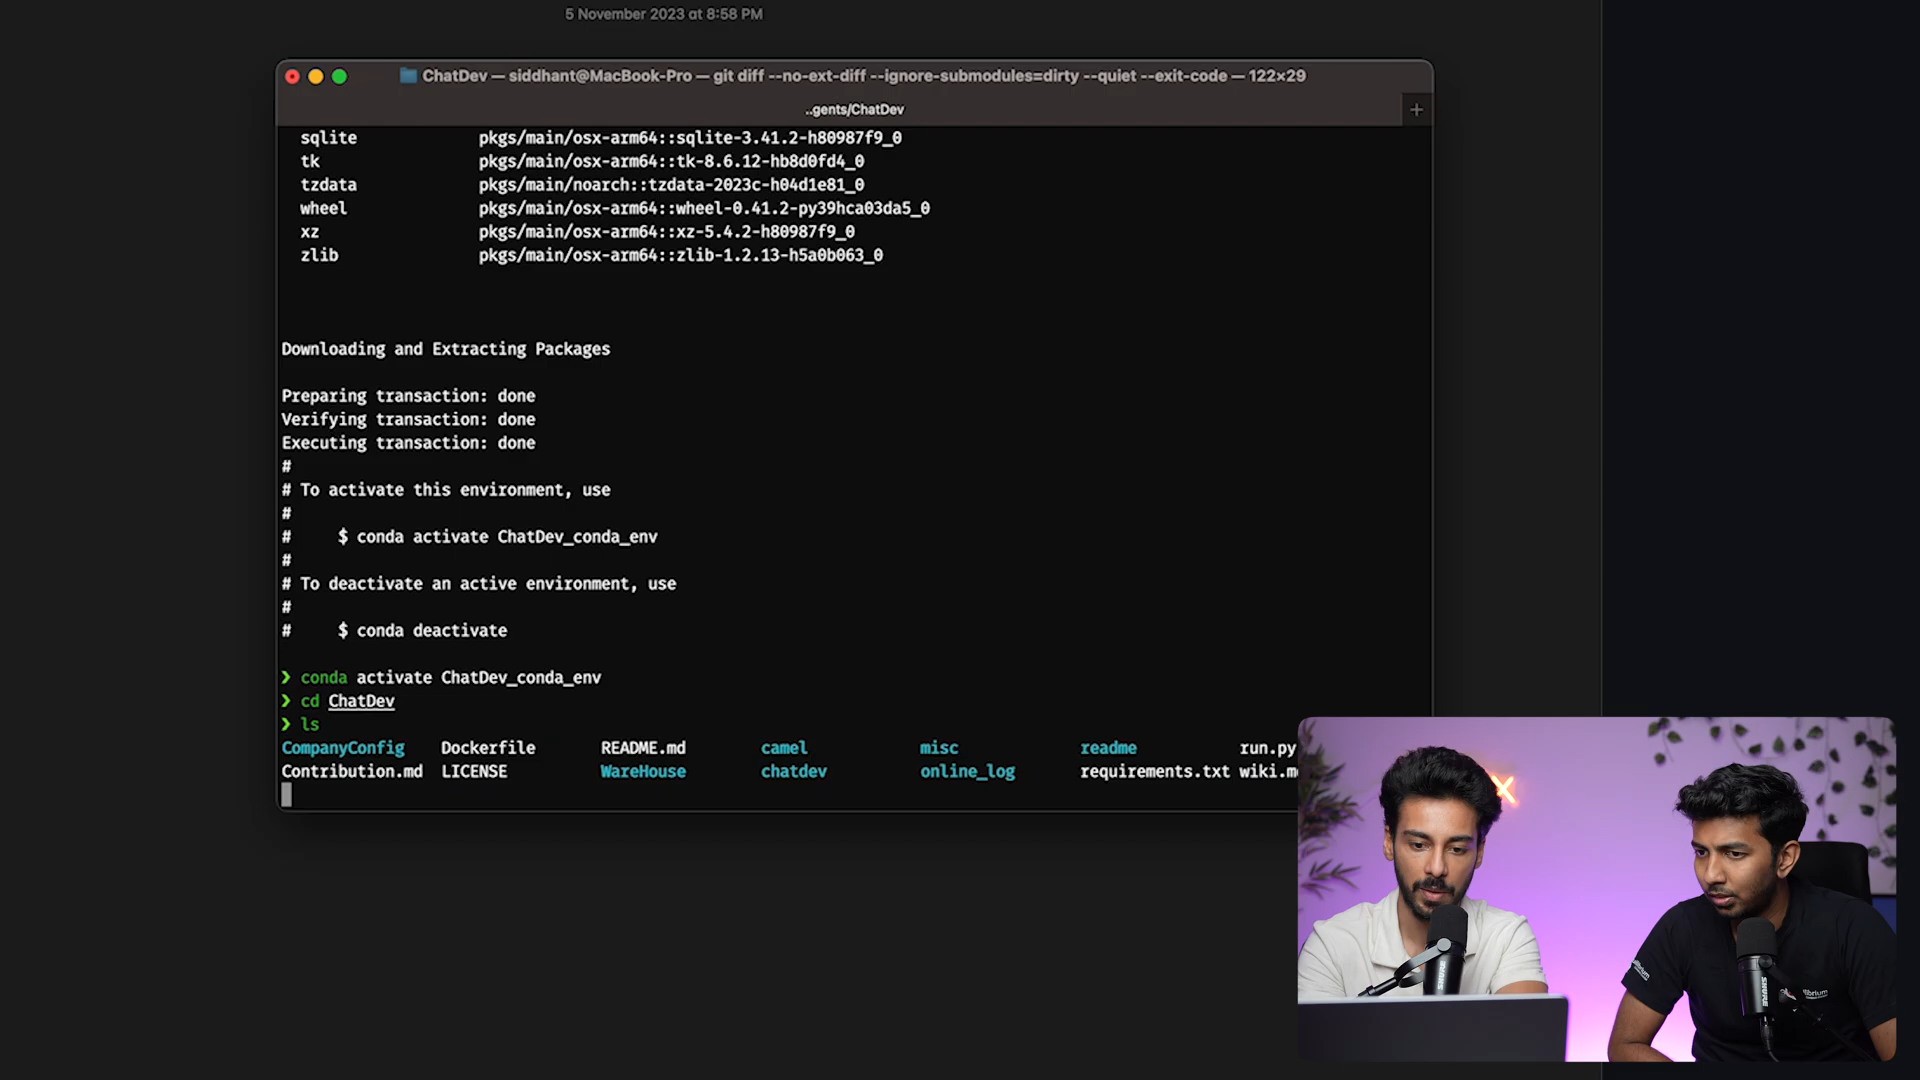 5 November 2023 at 8:58 PM
ChatDev — siddhant@MacBook-Pro — git diff --no-ext-diff --ignore-submodules=dirty --quiet --exit-code — 122×29
..gents/ChatDev
+
sqlite pkgs/main/osx-arm64::sqlite-3.41.2-h80987f9_0
tk pkgs/main/osx-arm64::tk-8.6.12-hb8d0fd4_0
tzdata pkgs/main/noarch::tzdata-2023c-h04d1e81_0
wheel pkgs/main/osx-arm64::wheel-0.41.2-py39hca03da5_0
xz pkgs/main/osx-arm64::xz-5.4.2-h80987f9_0
zlib pkgs/main/osx-arm64::zlib-1.2.13-h5a0b063_0
Downloading and Extracting Packages
Preparing transaction: done
Verifying transaction: done
Executing transaction: done
#
# To activate this environment, use
#
# $ conda activate ChatDev_conda_env
#
# To deactivate an active environment, use
#
# $ conda deactivate
❯ conda activate ChatDev_conda_env
❯ cd ChatDev
❯ ls
CompanyConfig Dockerfile README.md camel misc readme run.py
Contribution.md LICENSE WareHouse chatdev online_log requirements.txt wiki.m
SHURE
SHURE